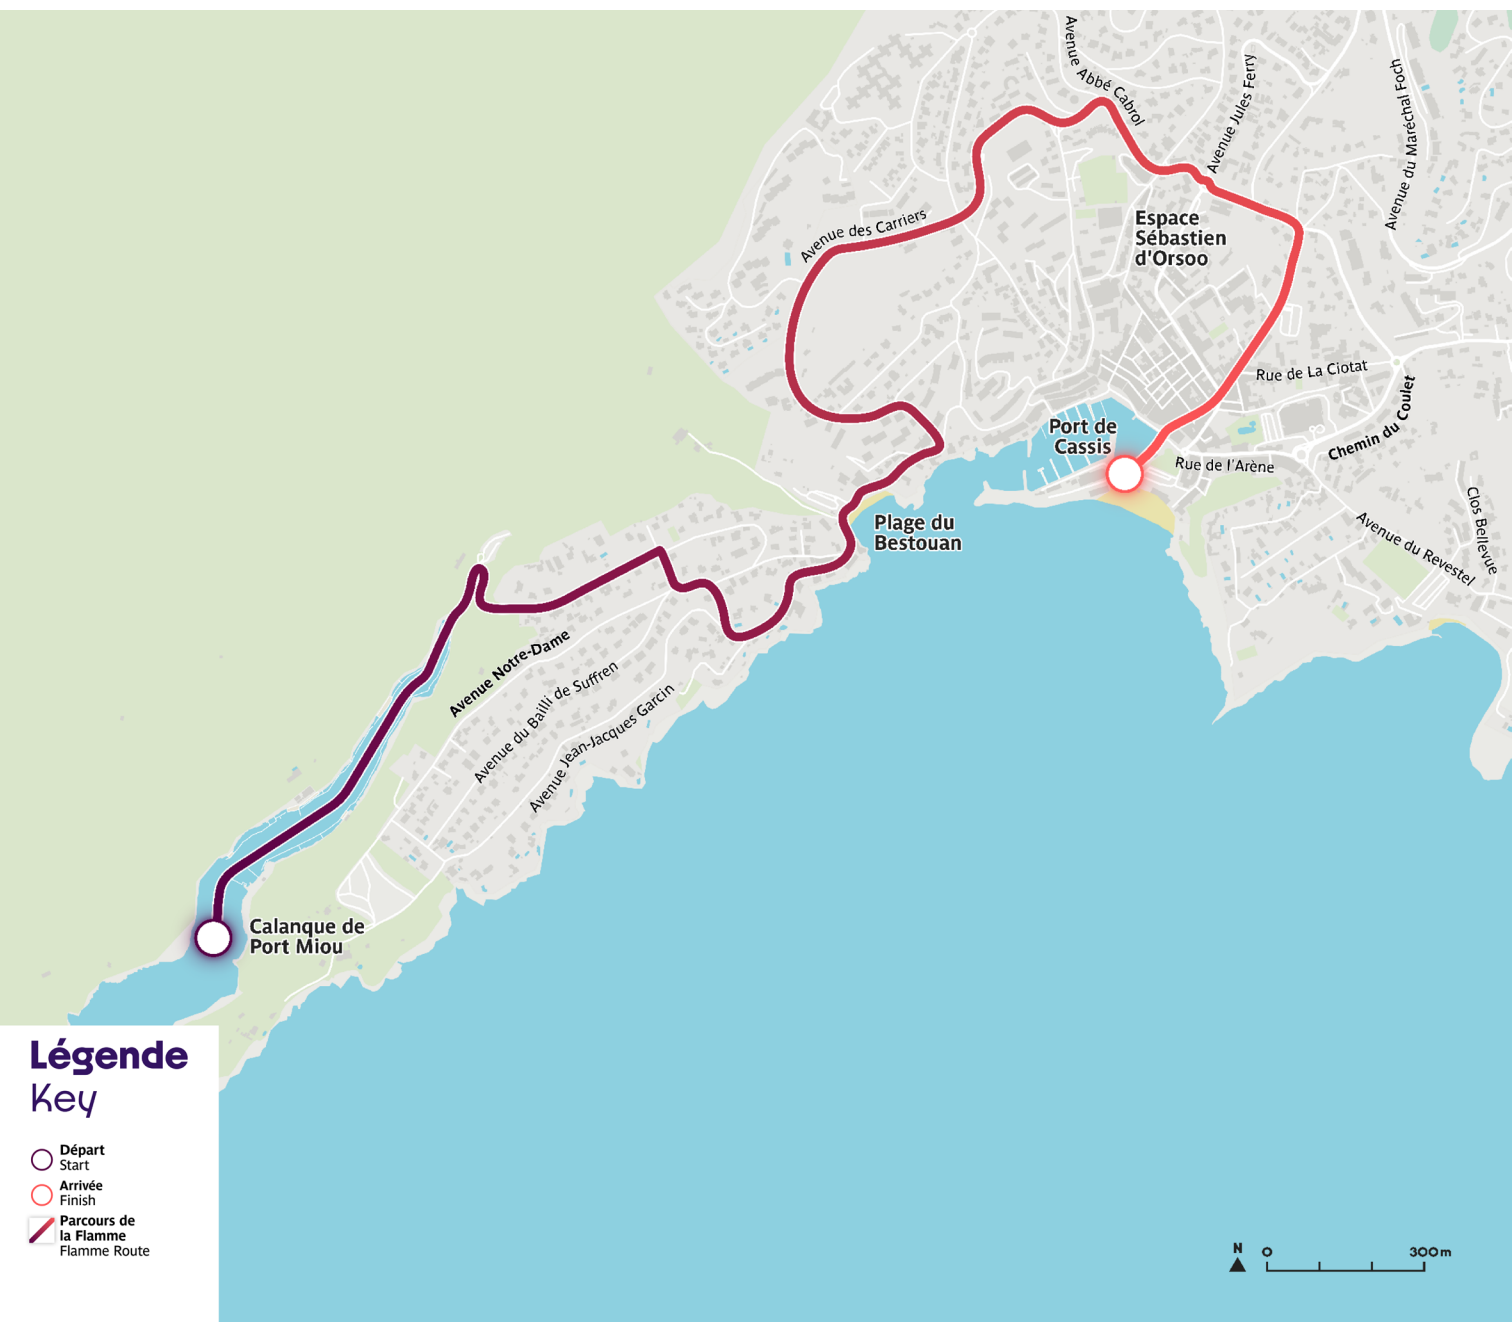 Avenue Abbé Cabrol
Avenue Jules Ferry
Avenue du Maréchal Foch
Avenue des Carriers
Espace
Sébastien
d'Orsoo
Rue de La Ciotat
Chemin du Coulet
Port de
Cassis
Rue de l'Arène
Clos Bellevue
Avenue du Revestel
Plage du
Bestouan
Avenue Notre-Dame
Avenue du Bailli de Suffren
Avenue Jean-Jacques Garcin
Calanque de
Port Miou
Légende
Key
Départ
Start
Arrivée
Finish
Parcours de
la Flamme
Flamme Route
N 0 300 m